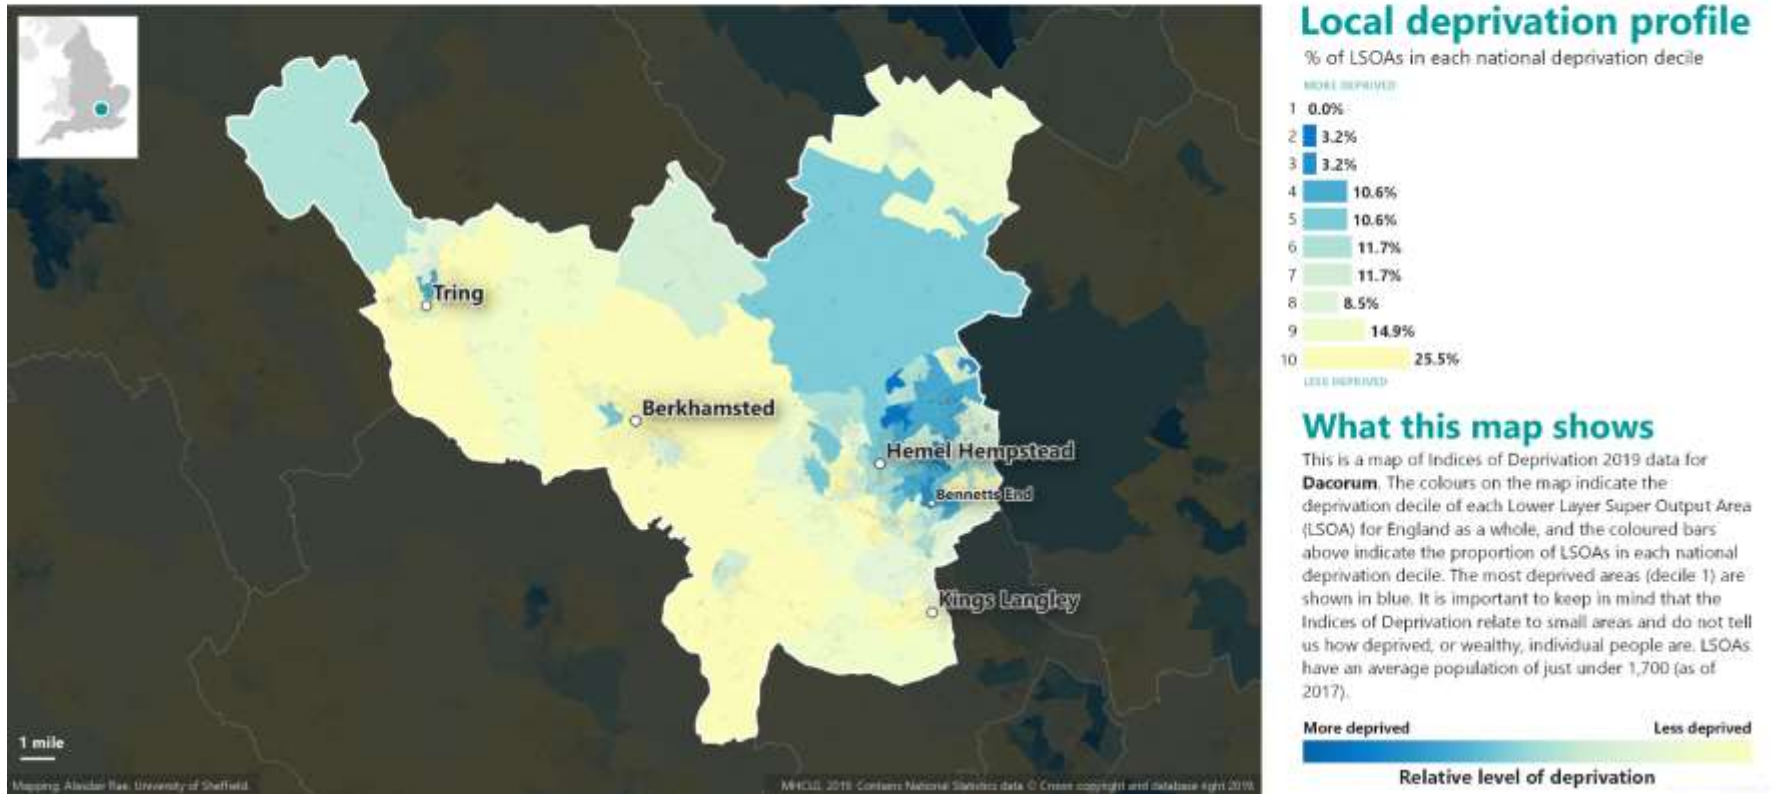 Tring
Berkhamsted
Hemel Hempstead
Bennetts End
Kings Langley
1 mile
Mapping: Alasdair Rae, University of Sheffield.
MHCLG, 2019. Contains National Statistics data © Crown copyright and database right 2019.
Local deprivation profile
% of LSOAs in each national deprivation decile
MORE DEPRIVED
1 0.0%
2 3.2%
3 3.2%
4 10.6%
5 10.6%
6 11.7%
7 11.7%
8 8.5%
9 14.9%
10 25.5%
LESS DEPRIVED
What this map shows
This is a map of Indices of Deprivation 2019 data for
Dacorum. The colours on the map indicate the
deprivation decile of each Lower Layer Super Output Area
(LSOA) for England as a whole, and the coloured bars
above indicate the proportion of LSOAs in each national
deprivation decile. The most deprived areas (decile 1) are
shown in blue. It is important to keep in mind that the
Indices of Deprivation relate to small areas and do not tell
us how deprived, or wealthy, individual people are. LSOAs
have an average population of just under 1,700 (as of
2017).
More deprived Less deprived
Relative level of deprivation